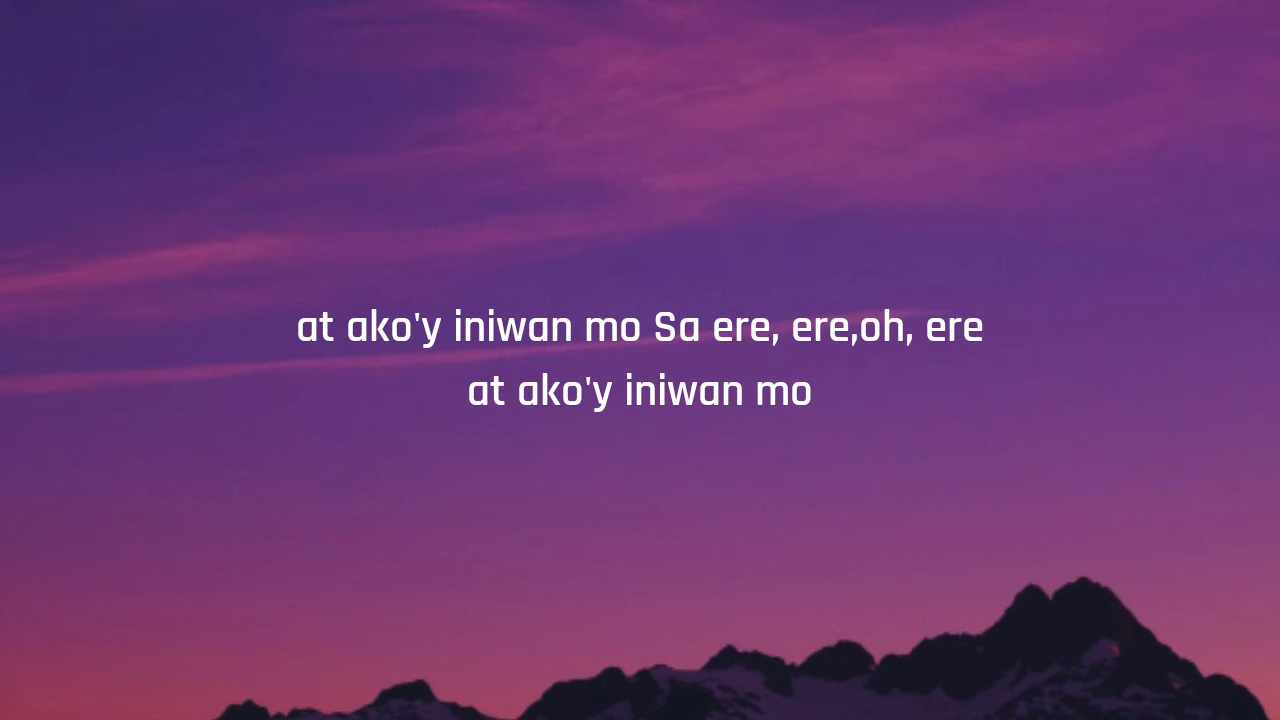 at ako'y iniwan mo Sa ere, ere,oh, ere
at ako'y iniwan mo